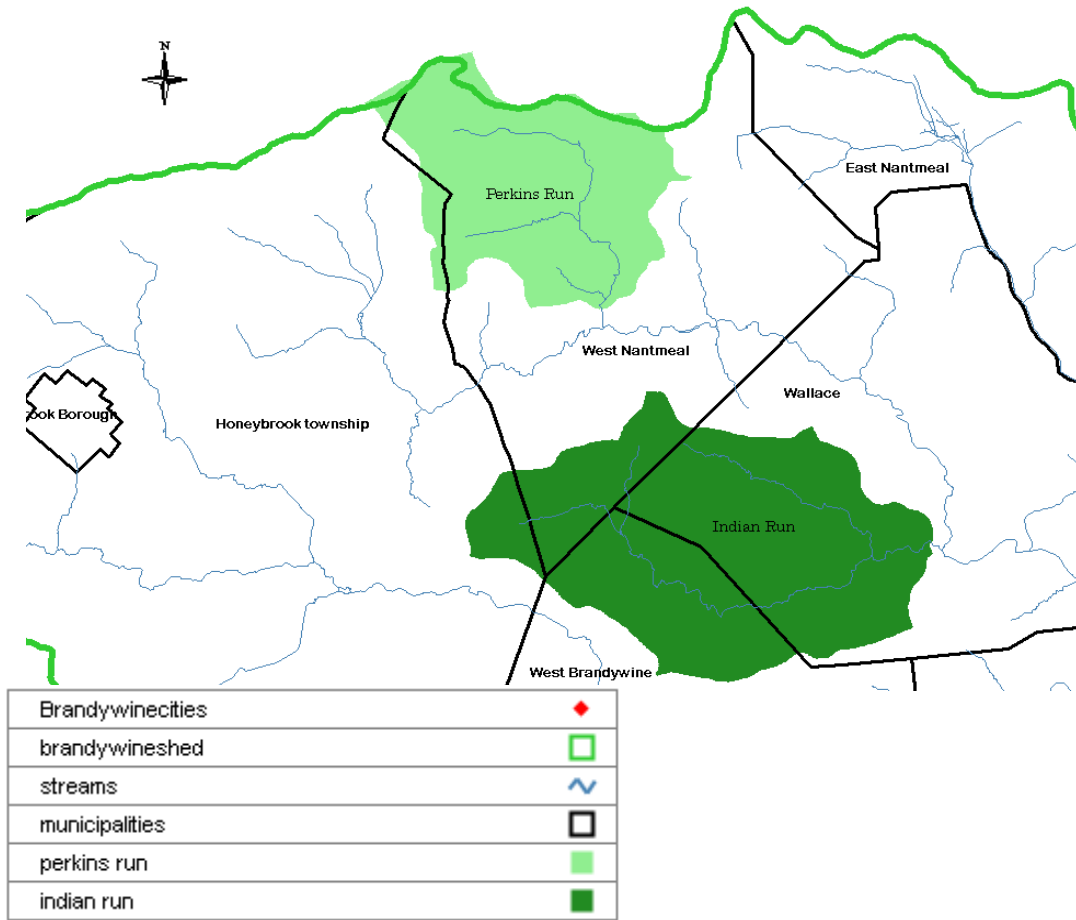 N
East Nantmeal
Perkins Run
West Nantmeal
Wallace
ook Borough
Honeybrook township
Indian Run
West Brandywine
Brandywinecities
brandywineshed
streams
municipalities
perkins run
indian run